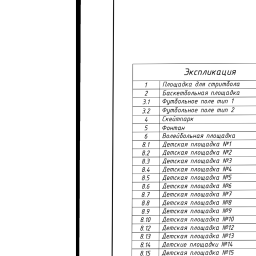 Экспликация
1 Площадка для стритбола
2 Баскетбольная площадка
3.1 Футбольное поле тип 1
3.2 Футбольное поле тип 2
4 Скейтпарк
5 Фонтан
6 Волейбольная площадка
8.1 Детская площадка №1
8.2 Детская площадка №2
8.3 Детская площадка №3
8.4 Детская площадка №4
8.5 Детская площадка №5
8.6 Детская площадка №6
8.7 Детская площадка №7
8.8 Детская площадка №8
8.9 Детская площадка №9
8.10 Детская площадка №10
8.12 Детская площадка №12
8.13 Детская площадка №13
8.14 Детские площадки №14
8.15 Детская площадка №15